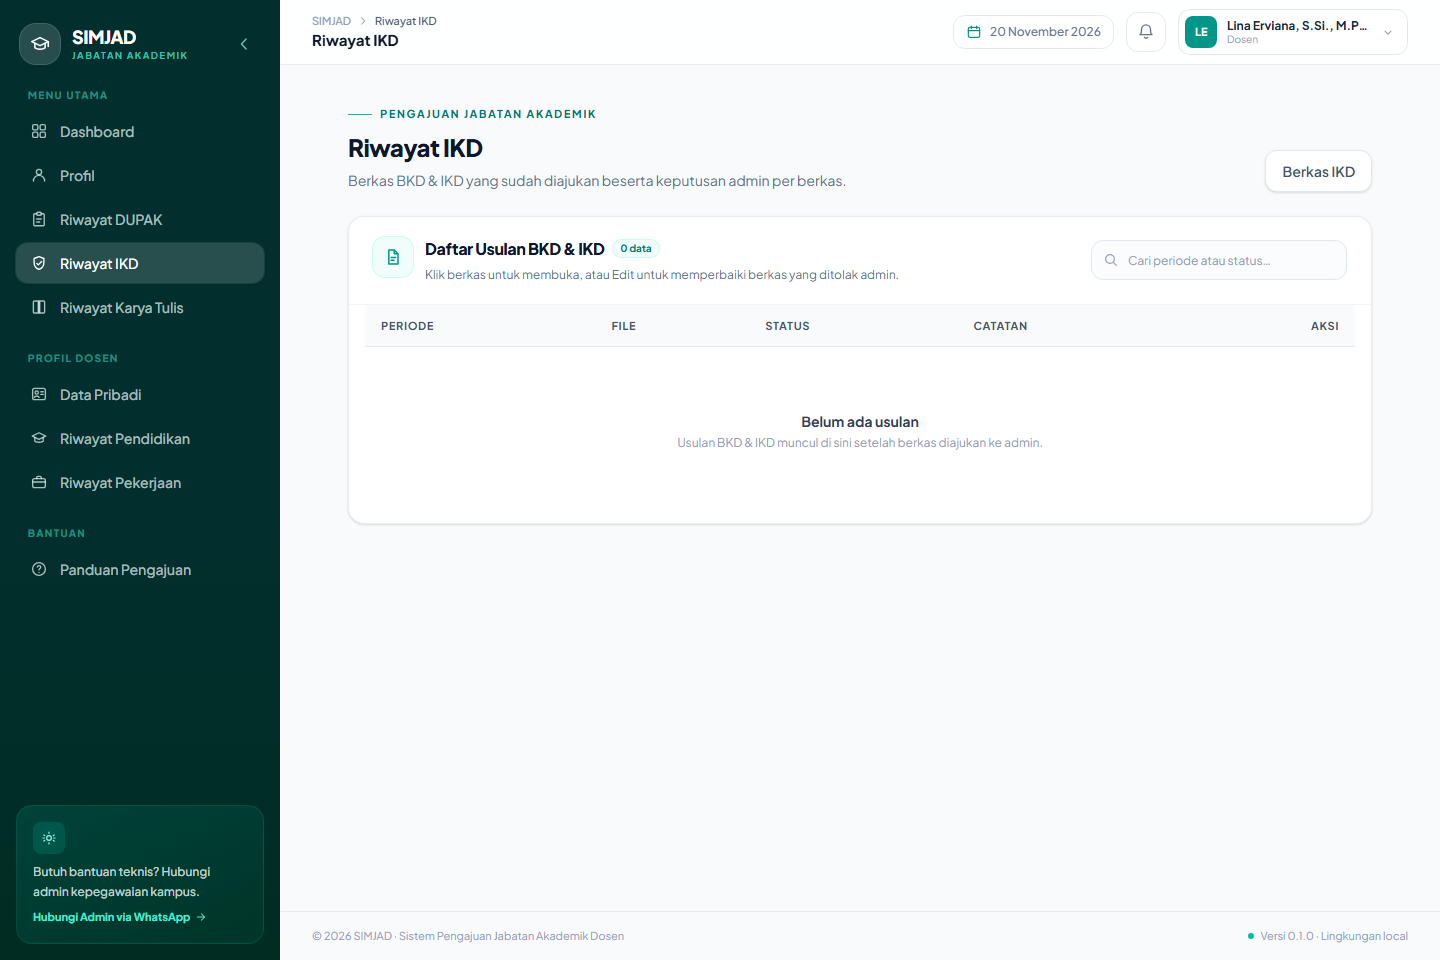 SIMJAD
JABATAN AKADEMIK
MENU UTAMA
Dashboard
Profil
Riwayat DUPAK
Riwayat IKD
Riwayat Karya Tulis
PROFIL DOSEN
Data Pribadi
Riwayat Pendidikan
Riwayat Pekerjaan
BANTUAN
Panduan Pengajuan
Butuh bantuan teknis? Hubungi
admin kepegawaian kampus.
Hubungi Admin via WhatsApp →
SIMJAD > Riwayat IKD
Riwayat IKD
20 November 2026
LE
Lina Erviana, S.Si., M.P...
Dosen
PENGAJUAN JABATAN AKADEMIK
Riwayat IKD
Berkas BKD & IKD yang sudah diajukan beserta keputusan admin per berkas.
Berkas IKD
Daftar Usulan BKD & IKD 0 data
Klik berkas untuk membuka, atau Edit untuk memperbaiki berkas yang ditolak admin.
Cari periode atau status...
PERIODE FILE STATUS CATATAN AKSI
Belum ada usulan
Usulan BKD & IKD muncul di sini setelah berkas diajukan ke admin.
© 2026 SIMJAD · Sistem Pengajuan Jabatan Akademik Dosen
Versi 0.1.0 · Lingkungan local